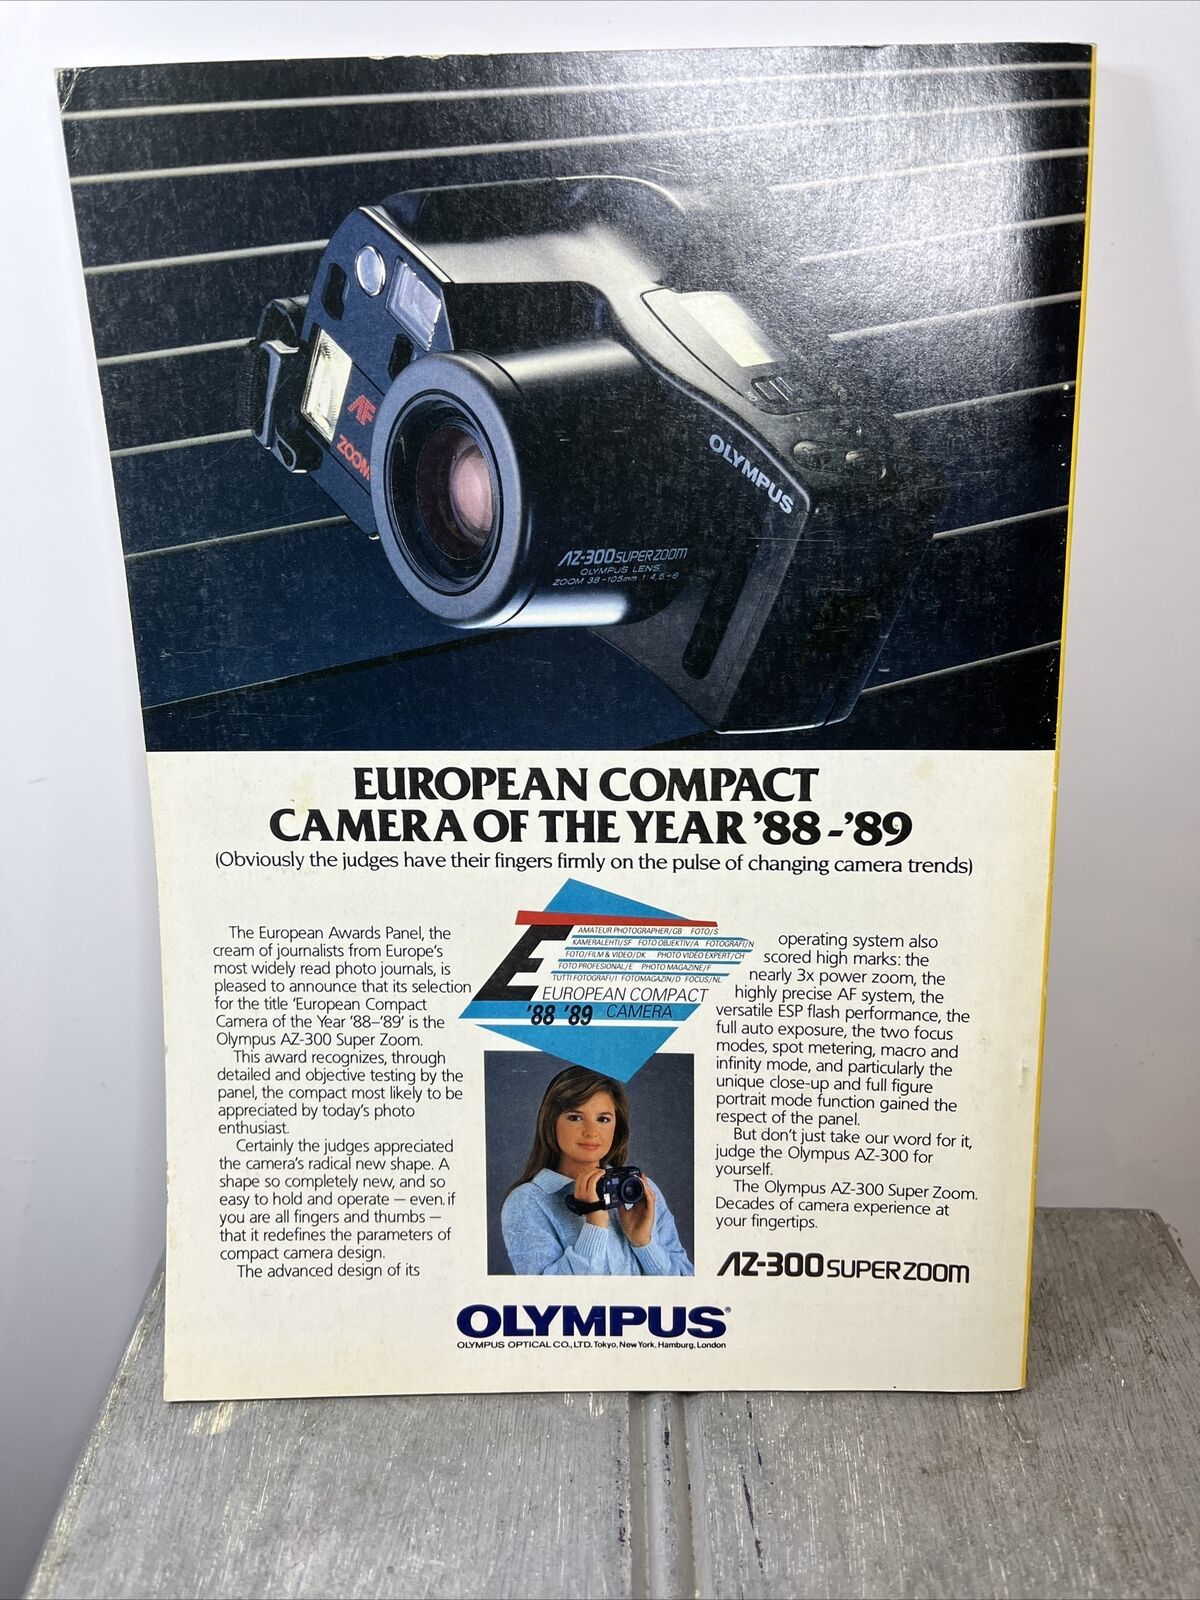 AF
ZOOM
OLYMPUS
AZ-300 SUPERZOOM
OLYMPUS LENS
ZOOM 38-105mm 1:4,5-6
EUROPEAN COMPACT
CAMERA OF THE YEAR '88-'89
(Obviously the judges have their fingers firmly on the pulse of changing camera trends)
The European Awards Panel, the
cream of journalists from Europe's
most widely read photo journals, is
pleased to announce that its selection
for the title 'European Compact
Camera of the Year '88–'89' is the
Olympus AZ-300 Super Zoom.
This award recognizes, through
detailed and objective testing by the
panel, the compact most likely to be
appreciated by today's photo
enthusiast.
Certainly the judges appreciated
the camera's radical new shape. A
shape so completely new, and so
easy to hold and operate — even if
you are all fingers and thumbs —
that it redefines the parameters of
compact camera design.
The advanced design of its
E
AMATEUR PHOTOGRAPHER/GB FOTO/S
KAMERALEHTI/SF FOTO OBJEKTIV/A FOTOGRAFI/N
FOTO/FILM & VIDEO/DK PHOTO VIDEO EXPERT/CH
FOTO PROFESIONAL/E PHOTO MAGAZINE/F
TUTTI FOTOGRAFI/I FOTOMAGAZIN/D FOCUS/NL
EUROPEAN COMPACT
'88 '89 CAMERA
operating system also
scored high marks: the
nearly 3x power zoom, the
highly precise AF system, the
versatile ESP flash performance, the
full auto exposure, the two focus
modes, spot metering, macro and
infinity mode, and particularly the
unique close-up and full figure
portrait mode function gained the
respect of the panel.
But don't just take our word for it,
judge the Olympus AZ-300 for
yourself.
The Olympus AZ-300 Super Zoom.
Decades of camera experience at
your fingertips.
AZ-300 SUPERZOOM
OLYMPUS®
OLYMPUS OPTICAL CO., LTD. Tokyo, New York, Hamburg, London